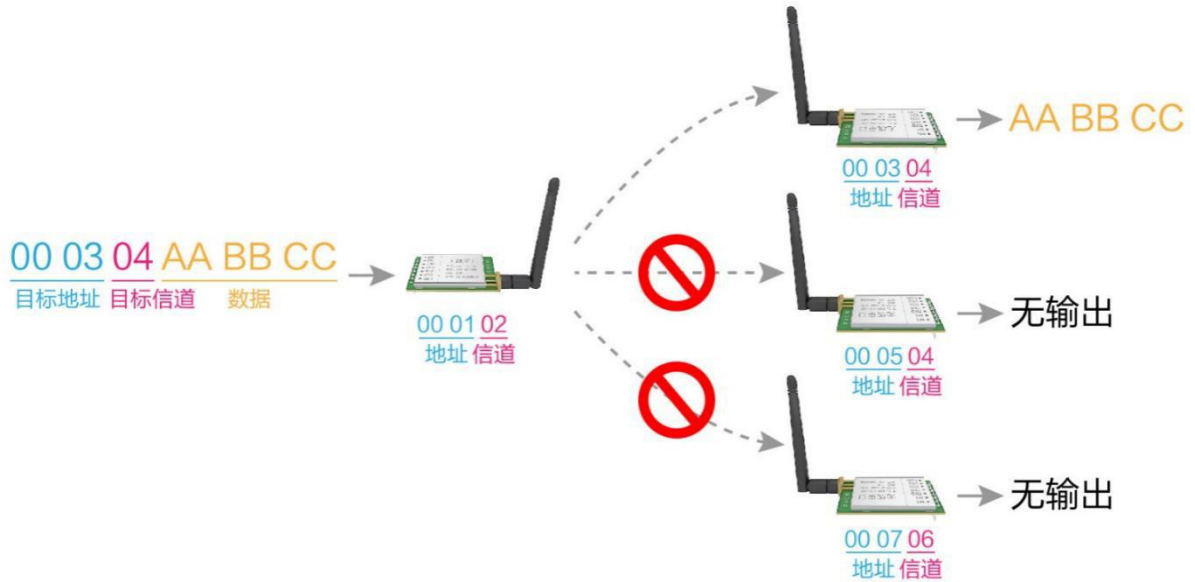 00 03 04 AA BB CC
目标地址 目标信道 数据
00 01 02
地址 信道
AA BB CC
00 03 04
地址 信道
无输出
00 05 04
地址 信道
无输出
00 07 06
地址 信道